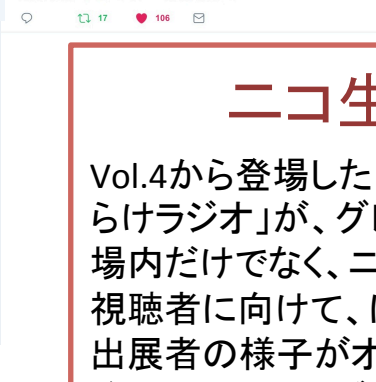 17 106
ニコ生
Vol.4から登場した
らけラジオ」が、グ
場内だけでなく、ニ
視聴者に向けて、
出展者の様子がオ